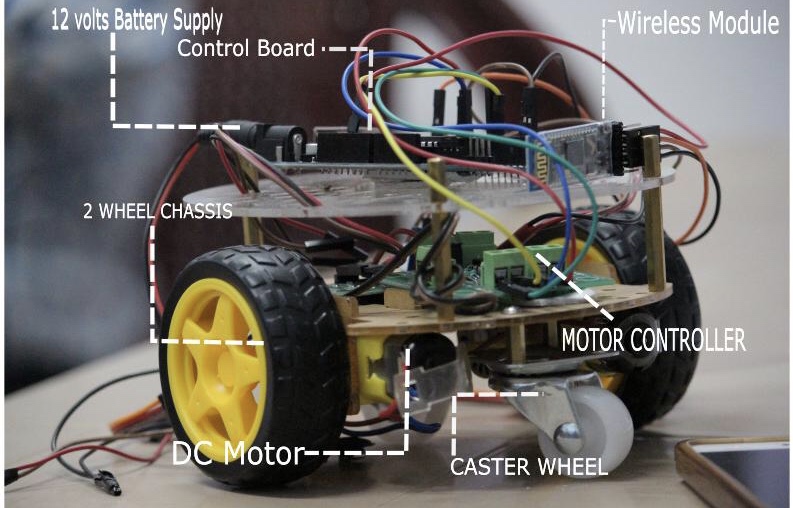 12 volts Battery Supply
Control Board
Wireless Module
2 WHEEL CHASSIS
MOTOR CONTROLLER
DC Motor
CASTER WHEEL